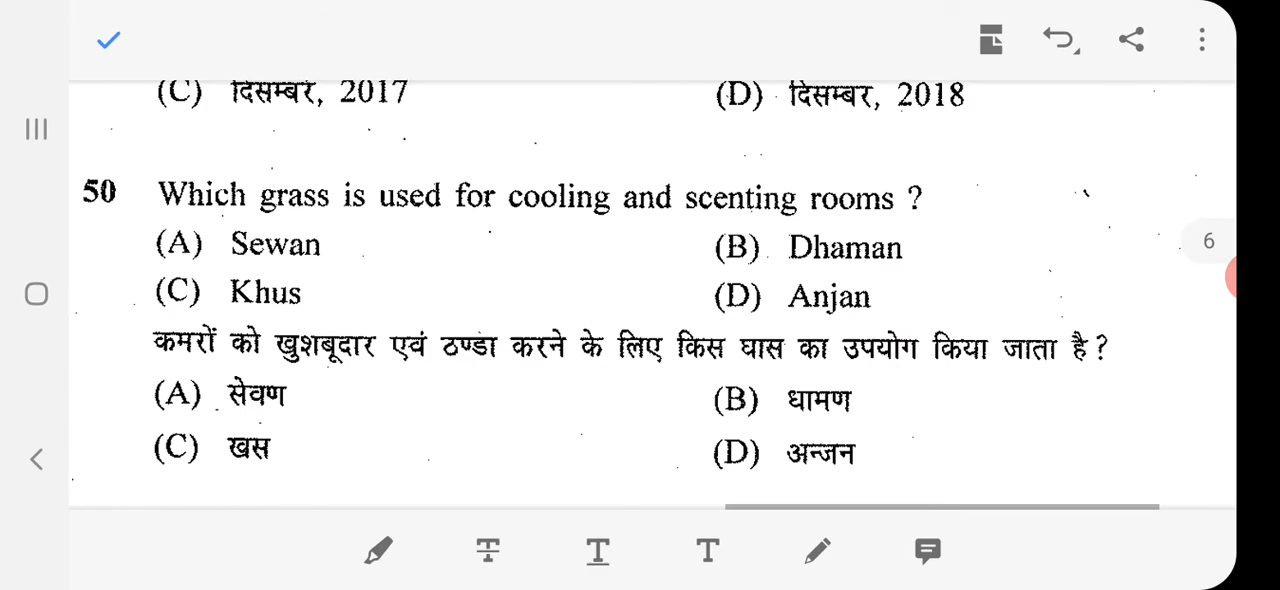 (C) दिसम्बर, 2017 (D) दिसम्बर, 2018
50 Which grass is used for cooling and scenting rooms ?
(A) Sewan (B) Dhaman
(C) Khus (D) Anjan
कमरों को खुशबूदार एवं ठण्डा करने के लिए किस घास का उपयोग किया जाता है ?
(A) सेवण (B) धामण
(C) खस (D) अन्जन
6